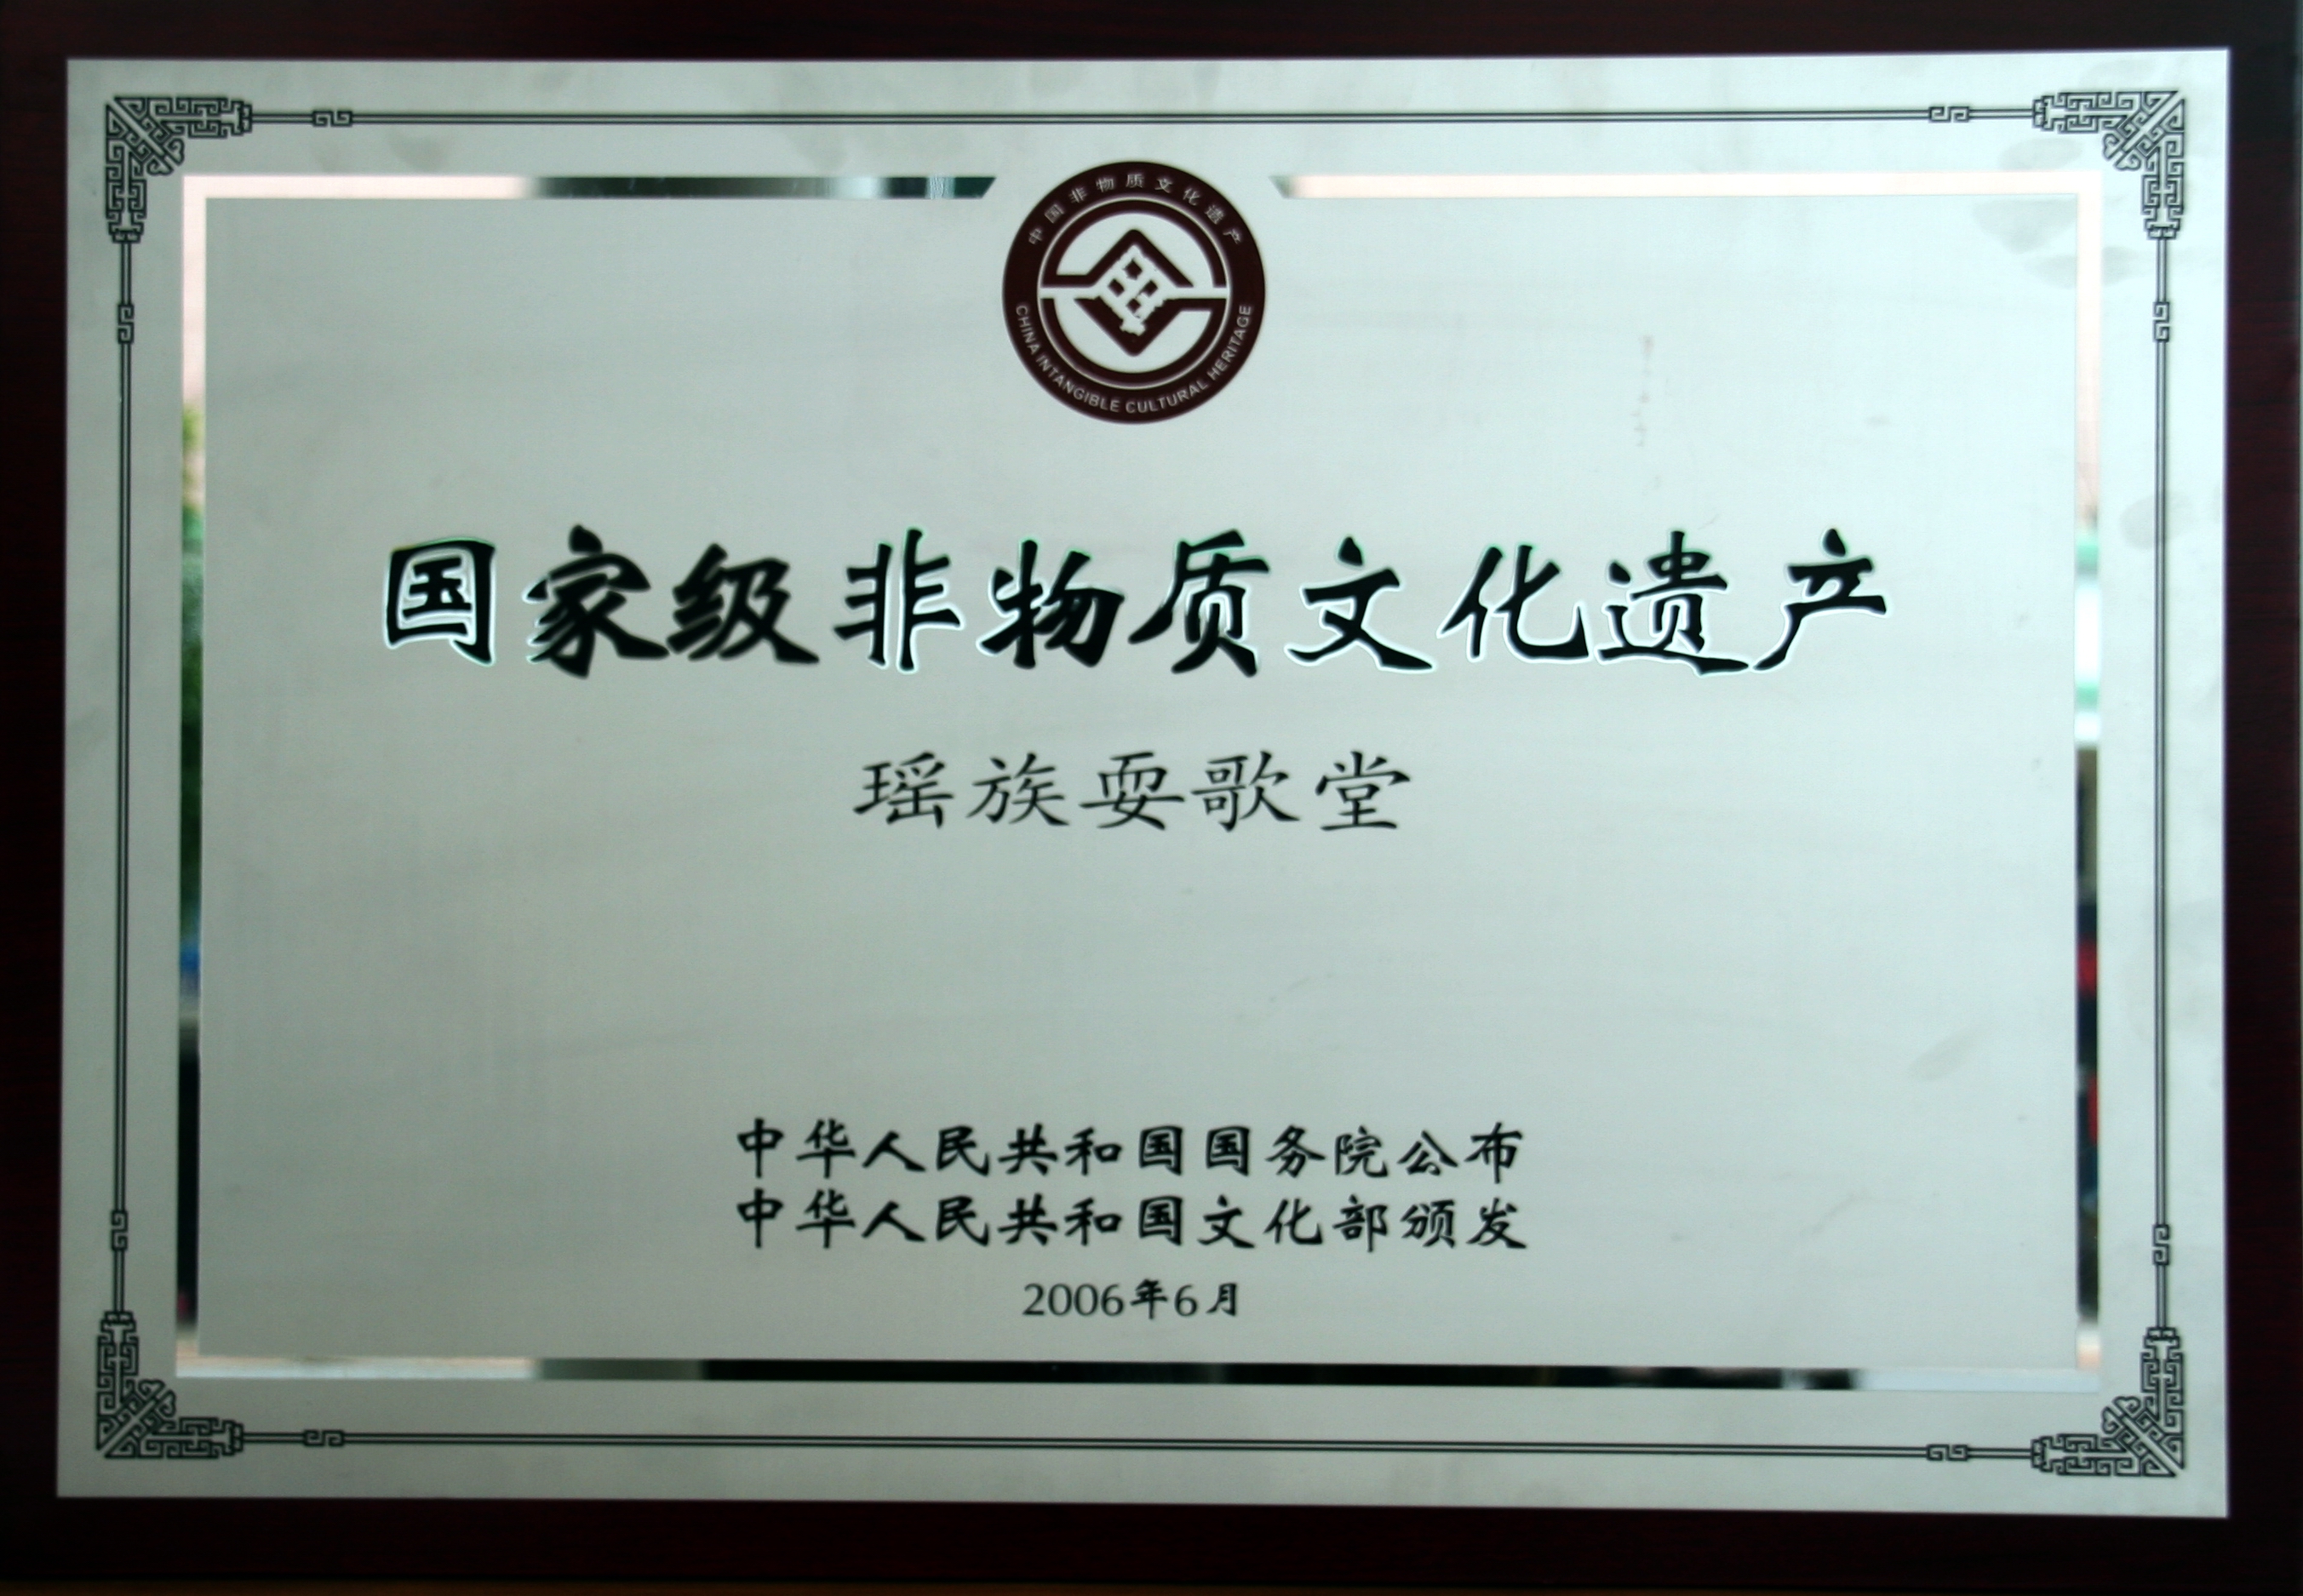 中国非物质文化遗产
CHINA INTANGIBLE CULTURAL HERITAGE
国家级非物质文化遗产
瑶族耍歌堂
中华人民共和国国务院公布
中华人民共和国文化部颁发
2006年6月